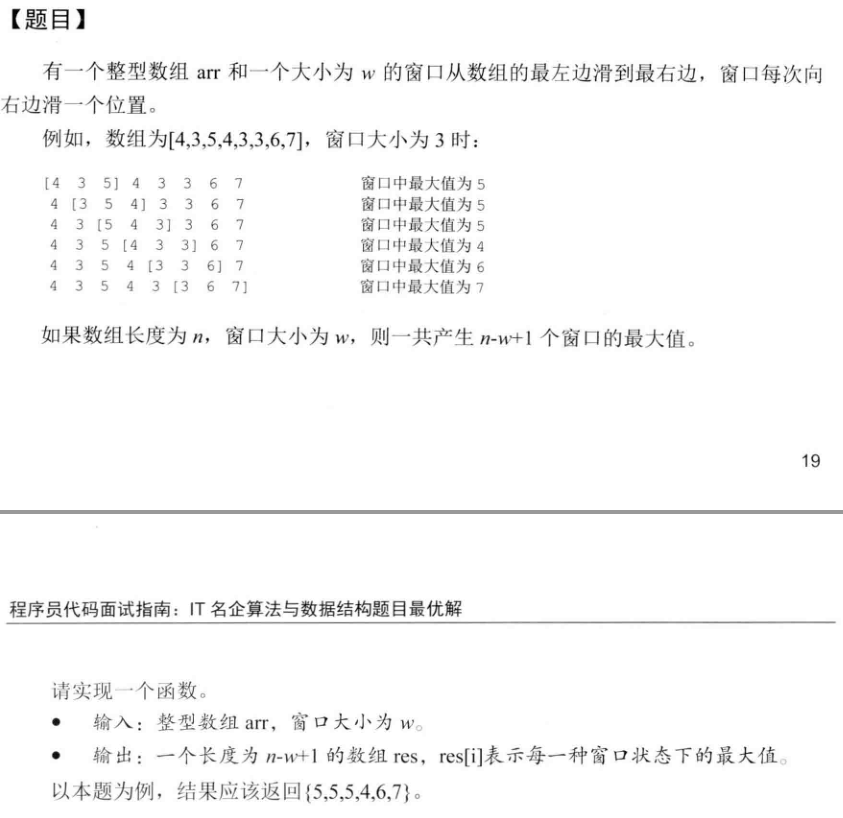 【题目】
有一个整型数组 arr 和一个大小为 w 的窗口从数组的最左边滑到最右边，窗口每次向
右边滑一个位置。
例如，数组为[4,3,5,4,3,3,6,7]，窗口大小为 3 时：
[4 3 5] 4 3 3 6 7 窗口中最大值为 5
4 [3 5 4] 3 3 6 7 窗口中最大值为 5
4 3 [5 4 3] 3 6 7 窗口中最大值为 5
4 3 5 [4 3 3] 6 7 窗口中最大值为 4
4 3 5 4 [3 3 6] 7 窗口中最大值为 6
4 3 5 4 3 [3 6 7] 窗口中最大值为 7
如果数组长度为 n，窗口大小为 w，则一共产生 n-w+1 个窗口的最大值。
19
程序员代码面试指南：IT 名企算法与数据结构题目最优解
请实现一个函数。
● 输入：整型数组 arr，窗口大小为 w。
● 输出：一个长度为 n-w+1 的数组 res，res[i]表示每一种窗口状态下的最大值。
以本题为例，结果应该返回{5,5,5,4,6,7}。